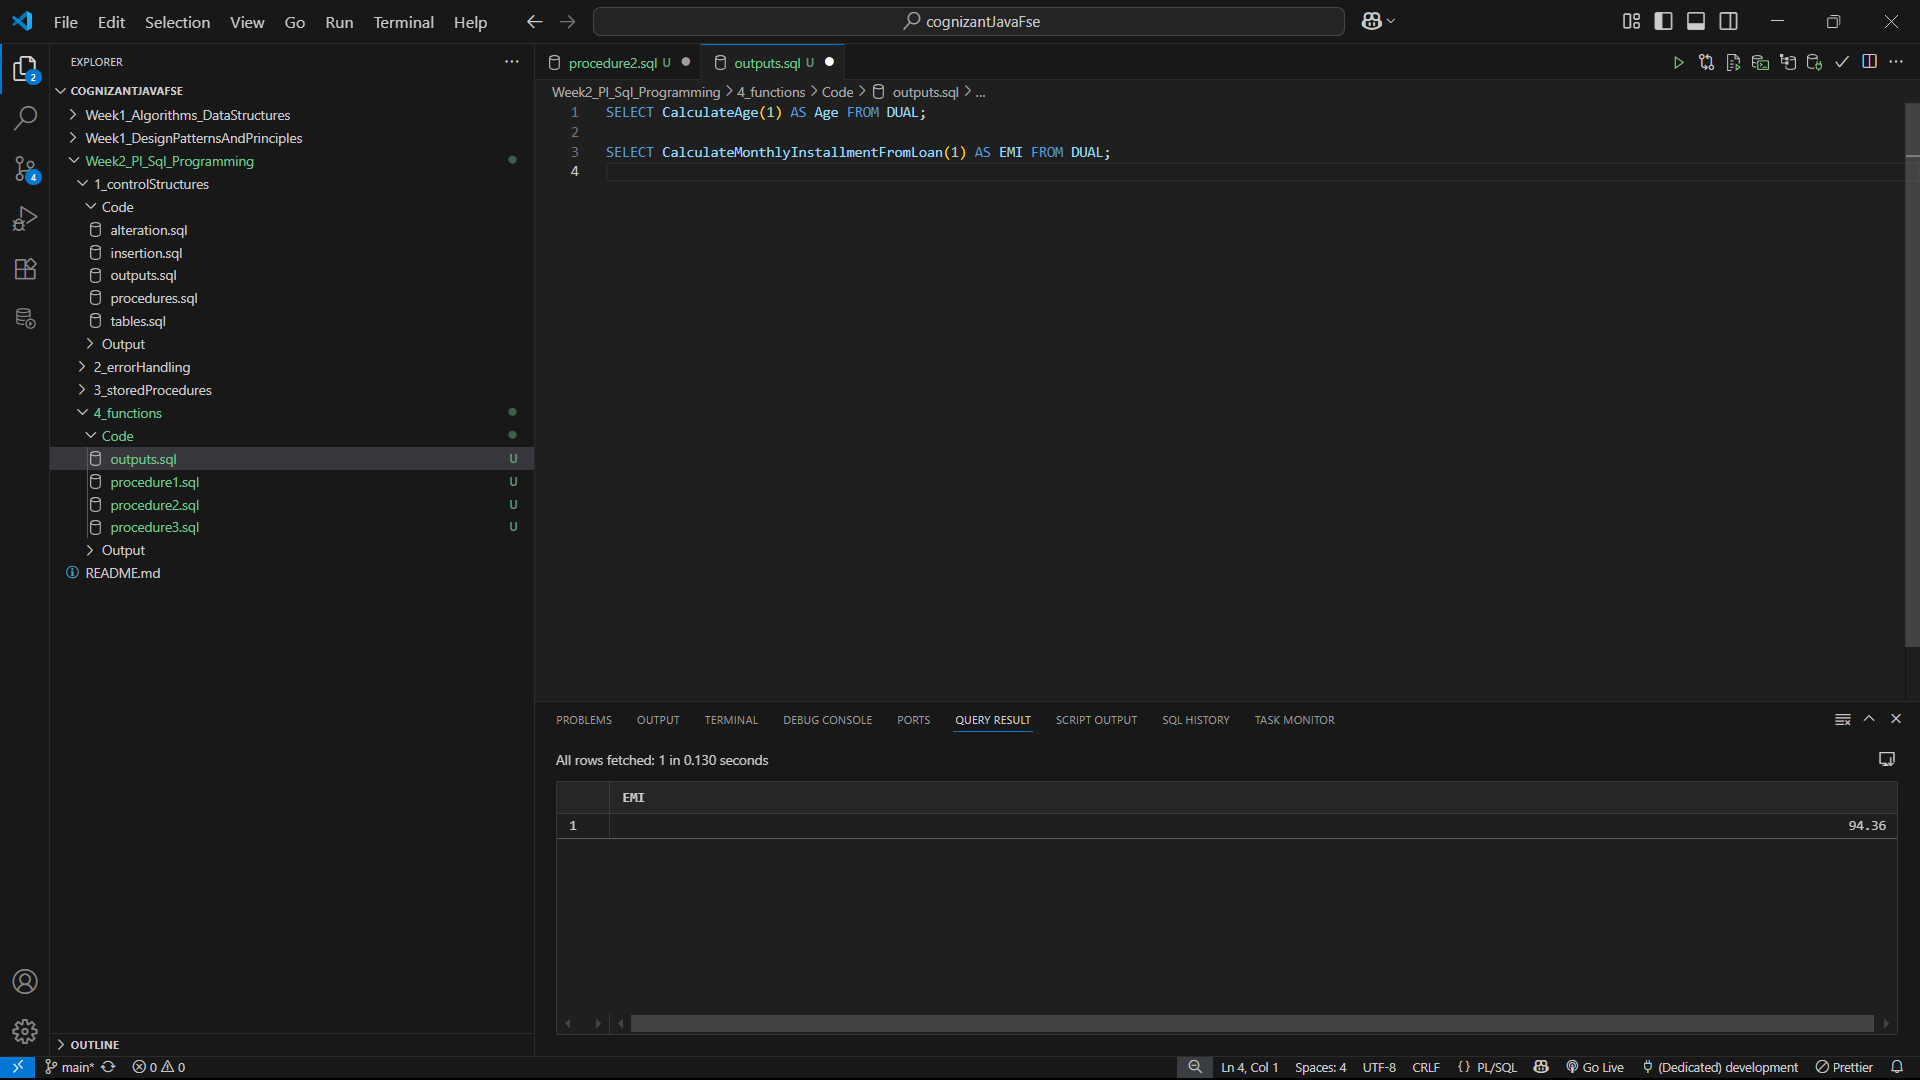 File Edit Selection View Go Run Terminal Help
cognizantJavaFse
EXPLORER
2
4
COGNIZANTJAVAFSE
Week1_Algorithms_DataStructures
Week1_DesignPatternsAndPrinciples
Week2_Pl_Sql_Programming
1_controlStructures
Code
alteration.sql
insertion.sql
outputs.sql
procedures.sql
tables.sql
Output
2_errorHandling
3_storedProcedures
4_functions
Code
outputs.sql U
procedure1.sql U
procedure2.sql U
procedure3.sql U
Output
README.md
OUTLINE
procedure2.sql U
outputs.sql U
Week2_Pl_Sql_Programming > 4_functions > Code > outputs.sql > ...
1 SELECT CalculateAge(1) AS Age FROM DUAL;
2
3 SELECT CalculateMonthlyInstallmentFromLoan(1) AS EMI FROM DUAL;
4
PROBLEMS OUTPUT TERMINAL DEBUG CONSOLE PORTS QUERY RESULT SCRIPT OUTPUT SQL HISTORY TASK MONITOR
All rows fetched: 1 in 0.130 seconds
EMI
1 94.36
main* 0 0 Ln 4, Col 1 Spaces: 4 UTF-8 CRLF {} PL/SQL Go Live (Dedicated) development Prettier